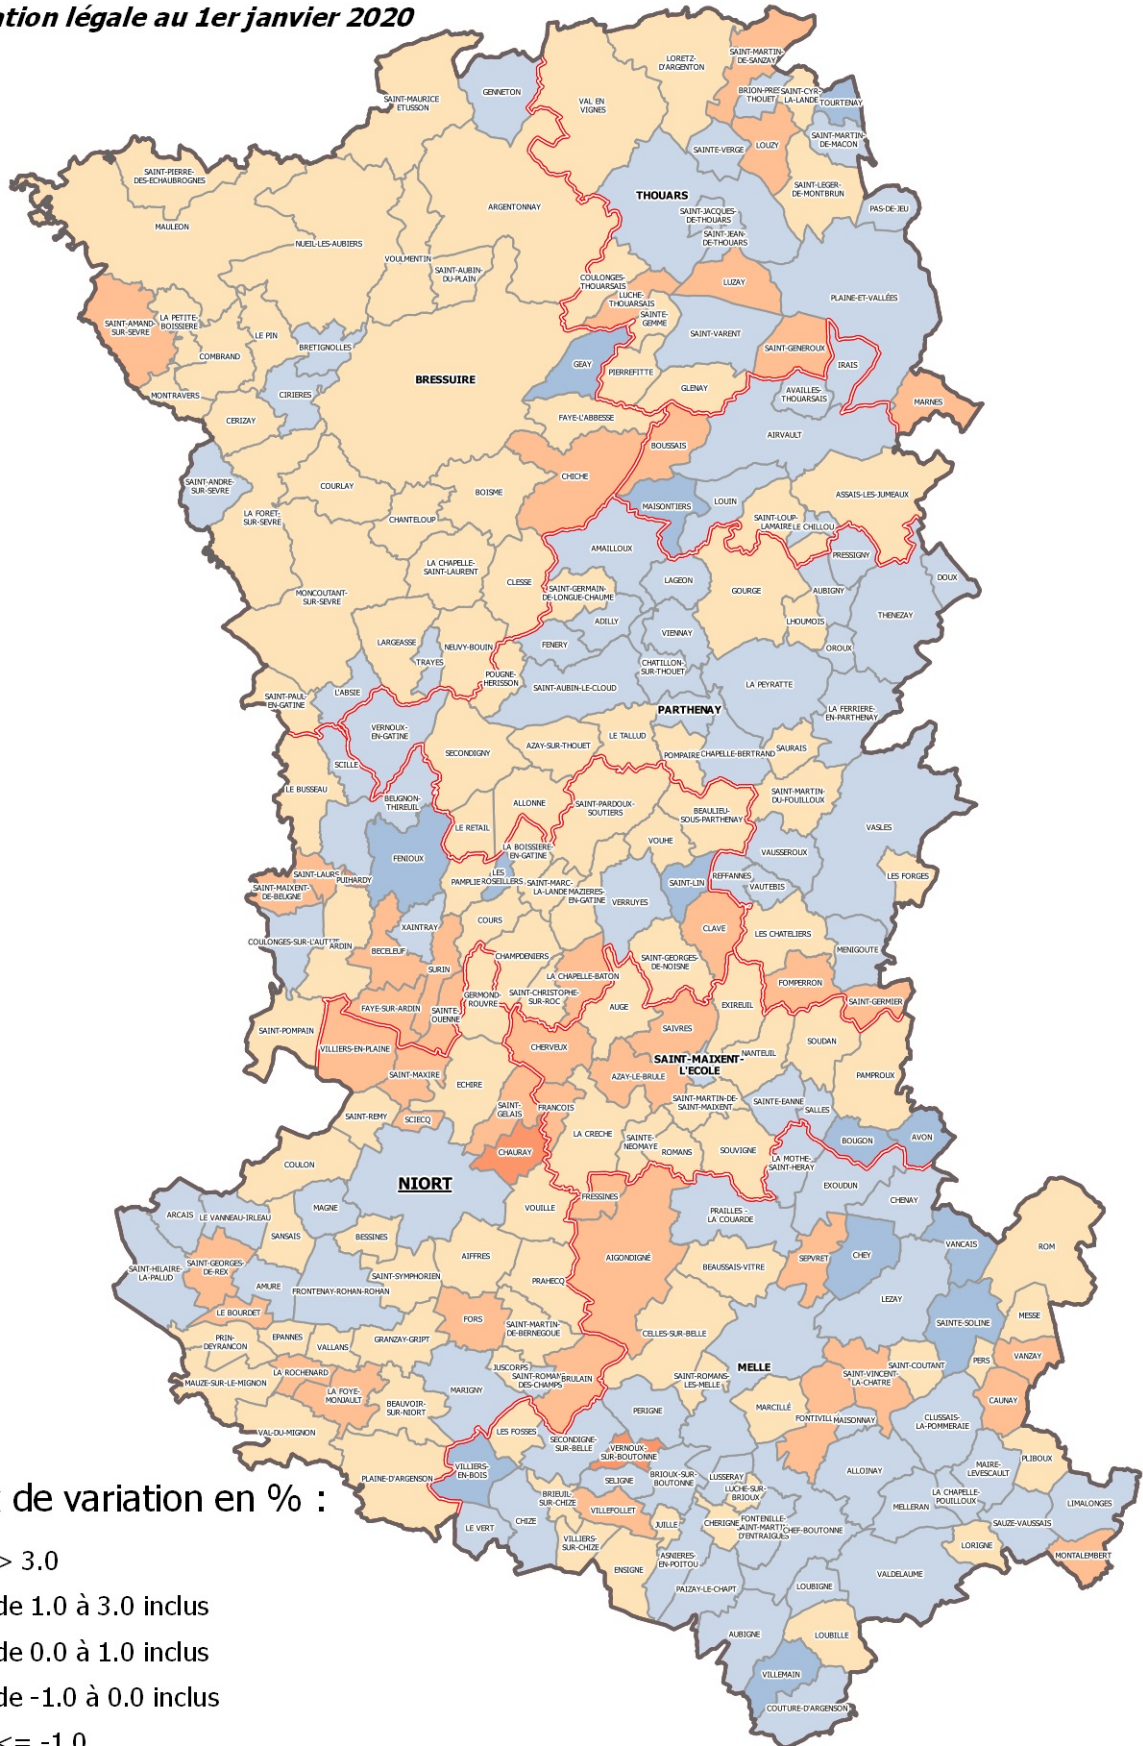 ation légale au 1er janvier 2020
SAINT-MARTIN-
DE-SANZAY
LORETZ-
D'ARGENTON
GENNETON
SAINT-MAURICE
ETUSSON
VAL EN
VIGNES
BRION-PRES
THOUET
SAINT-CYR-
LA-LANDE
TOURTENAY
SAINT-MARTIN-
DE-MACON
SAINTE-VERGE
LOUZY
SAINT-PIERRE-
DES-ECHAUBROGNES
THOUARS
SAINT-LEGER-
DE-MONTBRUN
ARGENTONNAY
PAS-DE-JEU
SAINT-JACQUES-
DE-THOUARS
MAULEON
SAINT-JEAN-
DE-THOUARS
NUEIL-LES-AUBIERS
VOULMENTIN
SAINT-AUBIN-
DU-PLAIN
COULONGES-
THOUARSAIS
LUZAY
PLAINE-ET-VALLÉES
LUCHE-
THOUARSAIS
SAINTE-
GEMME
SAINT-AMAND-
SUR-SEVRE
LA PETITE-
BOISSIERE
LE PIN
BRETIGNOLLES
COMBRAND
SAINT-VARENT
SAINT-GENEROUX
IRAIS
GEAY
PIERREFITTE
BRESSUIRE
GLENAY
AVAILLES-
THOUARSAIS
MONTRAVERS
CIRIERES
MARNES
CERIZAY
FAYE-L'ABBESSE
AIRVAULT
BOUSSAIS
CHICHE
SAINT-ANDRE-
SUR-SEVRE
COURLAY
BOISME
ASSAIS-LES-JUMEAUX
MAISONTIERS
LOUIN
LA FORET-
SUR-SEVRE
CHANTELOUP
SAINT-LOUP-
LAMAIRE
LE CHILLOU
AMAILLOUX
PRESSIGNY
LA CHAPELLE-
SAINT-LAURENT
CLESSE
LAGEON
DOUX
SAINT-GERMAIN-
DE-LONGUE-CHAUME
GOURGE
AUBIGNY
MONCOUTANT-
SUR-SEVRE
THENEZAY
ADILLY
LHOUMOIS
VIENNAY
LARGEASSE
NEUVY-BOUIN
FENERY
OROUX
TRAYES
CHATILLON-
SUR-THOUET
POUGNE-
HERISSON
SAINT-AUBIN-LE-CLOUD
LA PEYRATTE
L'ABSIE
SAINT-PAUL-
EN-GATINE
PARTHENAY
LA FERRIERE-
EN-PARTHENAY
VERNOUX-
EN-GATINE
LE TALLUD
SECONDIGNY
AZAY-SUR-THOUET
POMPAIRE
CHAPELLE-BERTRAND
SAURAIS
SCILLE
LE BUSSEAU
BEUGNON-
THIREUIL
ALLONNE
SAINT-PARDOUX-
SOUTIERS
SAINT-MARTIN-
DU-FOUILLOUX
BEAULIEU-
SOUS-PARTHENAY
LE RETAIL
VASLES
VOUHE
LA BOISSIERE-
EN-GATINE
VAUSSEROUX
FENIOUX
SAINT-LAURS
PUIHARDY
PAMPLIE
LES
GROSEILLERS
SAINT-MARC-
LA-LANDE
MAZIERES-
EN-GATINE
VERRUYES
SAINT-LIN
REFFANNES
VAUTEBIS
LES FORGES
SAINT-MAIXENT-
DE-BEUGNE
XAINTRAY
COURS
CLAVE
LES CHATELIERS
COULONGES-SUR-L'AUTIZE
ARDIN
BECELEUF
MENIGOUTE
SURIN
CHAMPDENIERS
SAINT-GEORGES-
DE-NOISNE
LA CHAPELLE-BATON
FOMPERRON
GERMOND-
ROUVRE
SAINT-CHRISTOPHE-
SUR-ROC
SAINT-GERMIER
FAYE-SUR-ARDIN
SAINTE-
OUENNE
AUGE
EXIREUIL
SAINT-POMPAIN
SAIVRES
SOUDAN
VILLIERS-EN-PLAINE
CHERVEUX
SAINT-MAIXENT-
L'ECOLE
NANTEUIL
SAINT-MAXIRE
AZAY-LE-BRULE
PAMPROUX
ECHIRE
SAINT-MARTIN-DE-
SAINT-MAIXENT
SAINTE-EANNE
SALLES
SAINT-REMY
SCIECQ
SAINT-
GELAIS
FRANCOIS
LA CRECHE
SAINTE-
NEOMAYE
BOUGON
AVON
CHAURAY
ROMANS
SOUVIGNE
COULON
LA MOTHE-
SAINT-HERAY
NIORT
EXOUDUN
FRESSINES
CHENAY
ARCAIS
LE VANNEAU-IRLEAU
MAGNE
VOUILLE
PRAILLES -
LA COUARDE
SANSAIS
BESSINES
VANCAIS
ROM
AIFFRES
AIGONDIGNÉ
SEPVRET
CHEY
SAINT-HILAIRE-
LA-PALUD
SAINT-GEORGES-
DE-REX
SAINT-SYMPHORIEN
BEAUSSAIS-VITRE
AMURE
FRONTENAY-ROHAN-ROHAN
PRAHECQ
LEZAY
LE BOURDET
FORS
SAINTE-SOLINE
MESSE
PRIN-
DEYRANCON
EPANNES
VALLANS
GRANZAY-GRIPT
SAINT-MARTIN-
DE-BERNEGOUE
CELLES-SUR-BELLE
VANZAY
MELLE
SAINT-COUTANT
PERS
LA ROCHENARD
JUSCORPS
SAINT-ROMANS-
DES-CHAMPS
BRULAIN
SAINT-ROMANS-
LES-MELLE
SAINT-VINCENT-
LA-CHATRE
MAUZE-SUR-LE-MIGNON
LA FOYE-
MONJAULT
MARIGNY
CAUNAY
BEAUVOIR-
SUR-NIORT
PERIGNE
MARCILLÉ
FONTIVILLIÉ
MAISONNAY
CLUSSAIS-
LA-POMMERAIE
VAL-DU-MIGNON
LES FOSSES
SECONDIGNE-
SUR-BELLE
VERNOUX-
SUR-BOUTONNE
PLIBOUX
PLAINE-D'ARGENSON
VILLIERS-
EN-BOIS
SELIGNE
BRIOUX-SUR-
BOUTONNE
LUSSERAY
ALLOINAY
MAIRE-
LEVESCAULT
LUCHE-SUR-
BRIOUX
LA CHAPELLE-
POUILLOUX
LIMALONGES
BRIEUIL-
SUR-CHIZE
VILLEFOLLET
MELLERAN
t de variation en % :
LE VERT
CHIZE
JUILLE
CHERIGNE
FONTENILLE-
SAINT-MARTIN-
D'ENTRAIGUES
CHEF-BOUTONNE
SAUZE-VAUSSAIS
VILLIERS-
SUR-CHIZE
LORIGNE
MONTALEMBERT
ENSIGNE
ASNIERES-
EN-POITOU
PAIZAY-LE-CHAPT
LOUBIGNE
VALDELAUME
> 3.0
de 1.0 à 3.0 inclus
AUBIGNE
LOUBILLE
de 0.0 à 1.0 inclus
VILLEMAIN
de -1.0 à 0.0 inclus
COUTURE-D'ARGENSON
<= -1.0